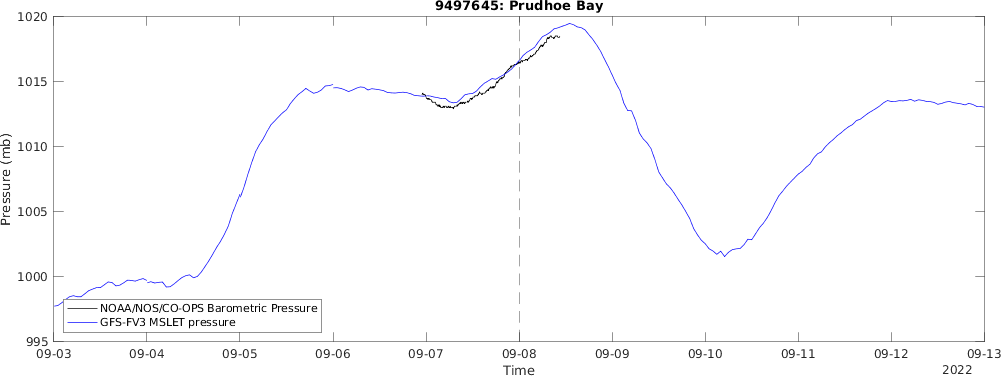 9497645: Prudhoe Bay
1020
1015
1010
1005
1000
995
Pressure (mb)
NOAA/NOS/CO-OPS Barometric Pressure
GFS-FV3 MSLET pressure
09-03 09-04 09-05 09-06 09-07 09-08 09-09 09-10 09-11 09-12 09-13
Time
2022